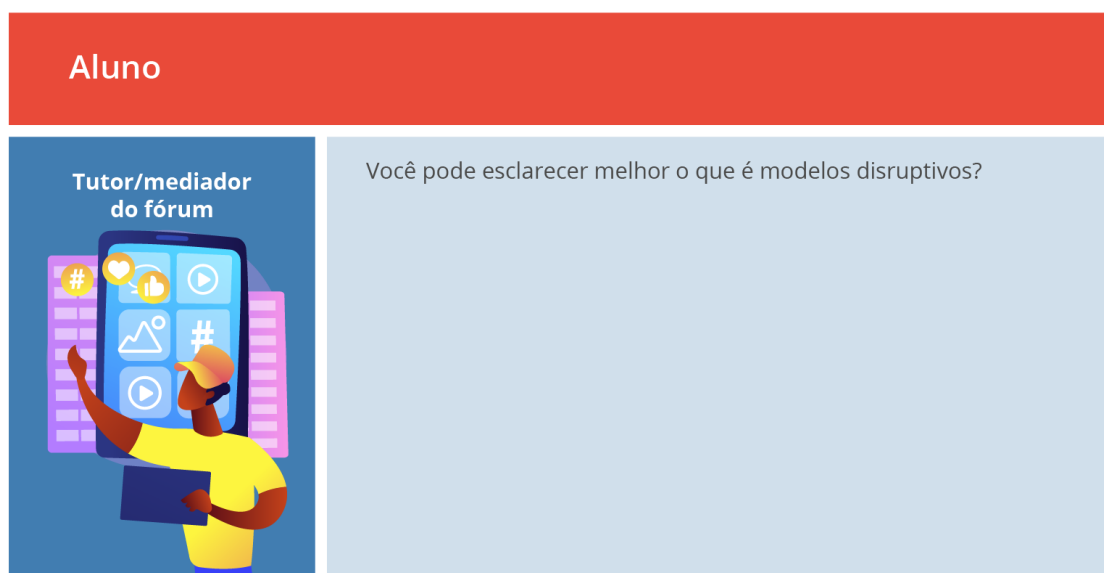 Aluno
Tutor/mediador
do fórum
Você pode esclarecer melhor o que é modelos disruptivos?
#
#